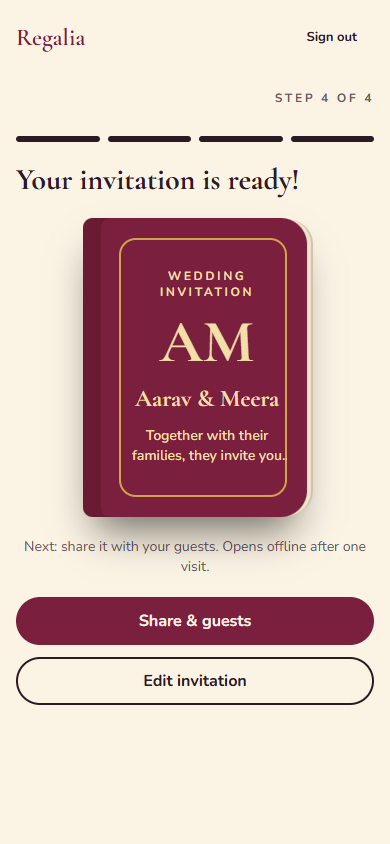 Regalia
Sign out
STEP 4 OF 4
Your invitation is ready!
WEDDING
INVITATION
AM
Aarav & Meera
Together with their
families, they invite you..
Next: share it with your guests. Opens offline after one
visit.
Share & guests
Edit invitation